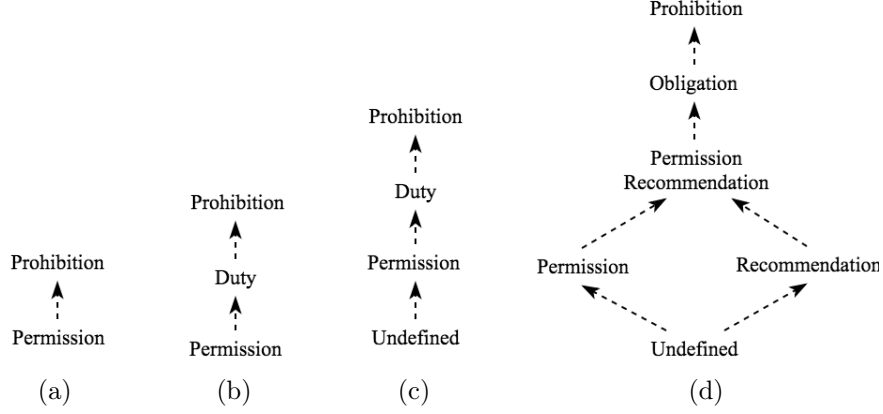 Prohibition
Permission
(a)
Prohibition
Duty
Permission
(b)
Prohibition
Duty
Permission
Undefined
(c)
Prohibition
Obligation
Permission
Recommendation
Permission
Recommendation
Undefined
(d)